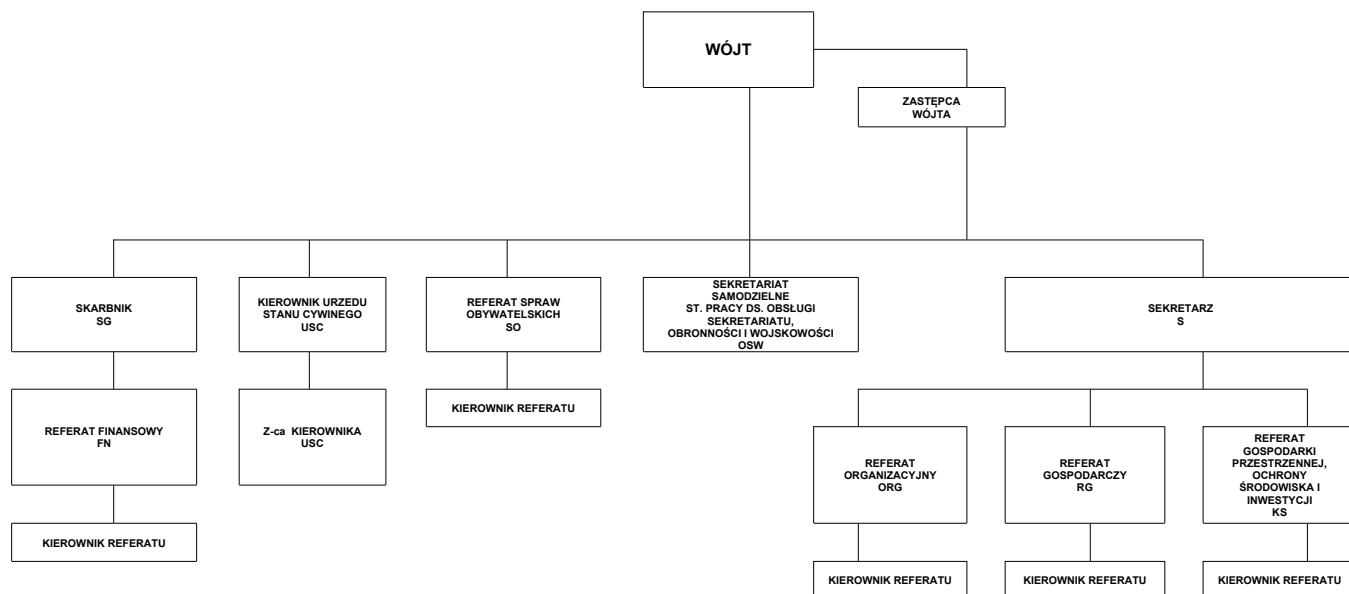 WÓJT
ZASTĘPCA
WÓJTA
SKARBNIK
SG
KIEROWNIK URZEDU
STANU CYWINEGO
USC
REFERAT SPRAW
OBYWATELSKICH
SO
SEKRETARIAT
SAMODZIELNE
ST. PRACY DS. OBSŁUGI
SEKRETARIATU,
OBRONNOŚCI I WOJSKOWOŚCI
OSW
SEKRETARZ
S
REFERAT FINANSOWY
FN
Z-ca KIEROWNIKA
USC
KIEROWNIK REFERATU
REFERAT
ORGANIZACYJNY
ORG
REFERAT
GOSPODARCZY
RG
REFERAT
GOSPODARKI
PRZESTRZENNEJ,
OCHRONY
ŚRODOWISKA I
INWESTYCJI
KS
KIEROWNIK REFERATU
KIEROWNIK REFERATU
KIEROWNIK REFERATU
KIEROWNIK REFERATU